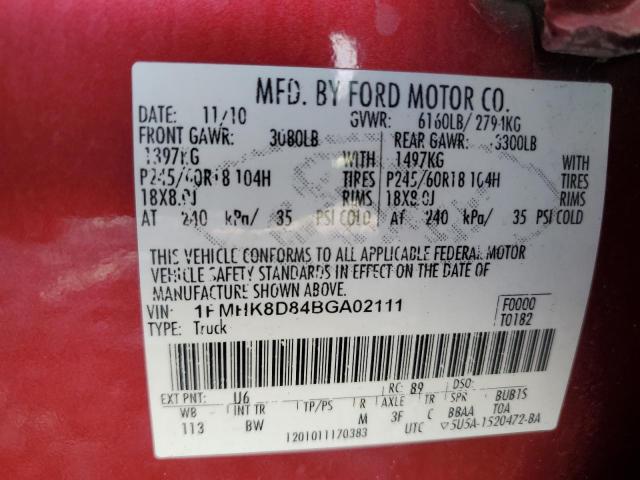 MFD. BY FORD MOTOR CO.
DATE: 11/10 GVWR: 6160LB/ 2794KG
FRONT GAWR: 3080LB REAR GAWR: 3300LB
1397KG WITH 1497KG WITH
P245/60R18 104H TIRES P245/60R18 104H TIRES
18X8.0J RIMS 18X8.0J RIMS
AT 240 kPa/ 35 PSI COLD AT 240 kPa/ 35 PSI COLD
THIS VEHICLE CONFORMS TO ALL APPLICABLE FEDERAL MOTOR
VEHICLE SAFETY STANDARDS IN EFFECT ON THE DATE OF
MANUFACTURE SHOWN ABOVE.
VIN: 1FMHK8D84BGA02111 F0000
TYPE: Truck T0182
EXT PNT: U6 RC: 89 DSO:
WB INT TR TP/PS R AXLE TR SPR BUB1S
113 BW M 3F C BBAA TOA
1201011170383 UTC 5U5A-1520472-BA